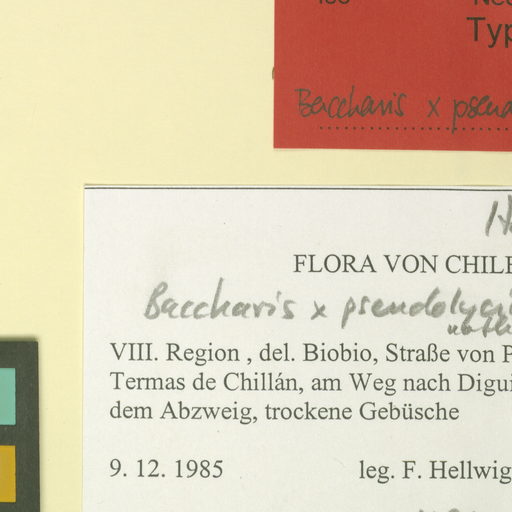 Typ
Baccharis x pseud
H
FLORA VON CHILE
Baccharis x pseudolyci
noth
VIII. Region , del. Biobio, Straße von P
Termas de Chillán, am Weg nach Digui
dem Abzweig, trockene Gebüsche
9. 12. 1985 leg. F. Hellwig